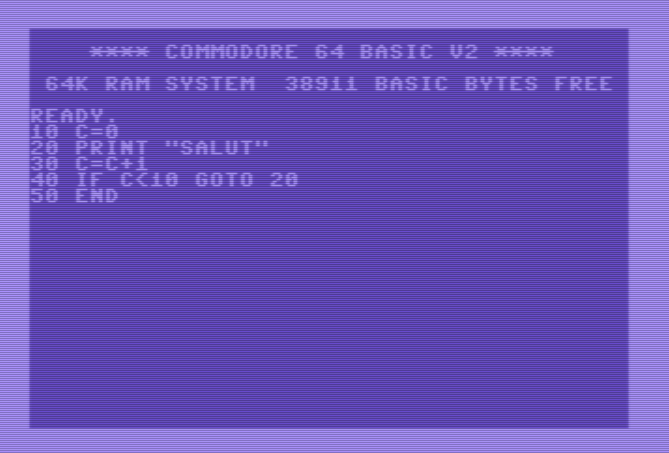 **** COMMODORE 64 BASIC V2 ****
64K RAM SYSTEM  38911 BASIC BYTES FREE
READY.
10 C=0
20 PRINT "SALUT"
30 C=C+1
40 IF C<10 GOTO 20
50 END